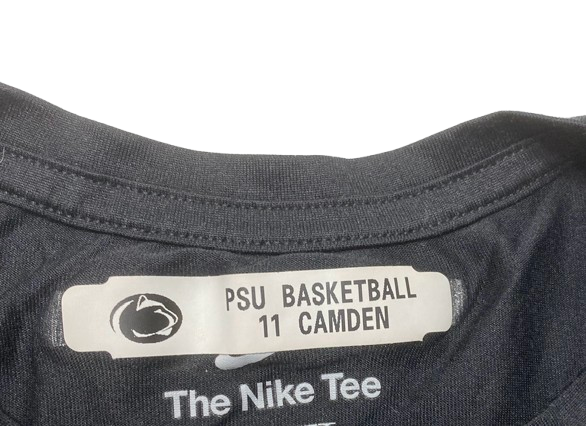 PSU BASKETBALL
11 CAMDEN
The Nike Tee